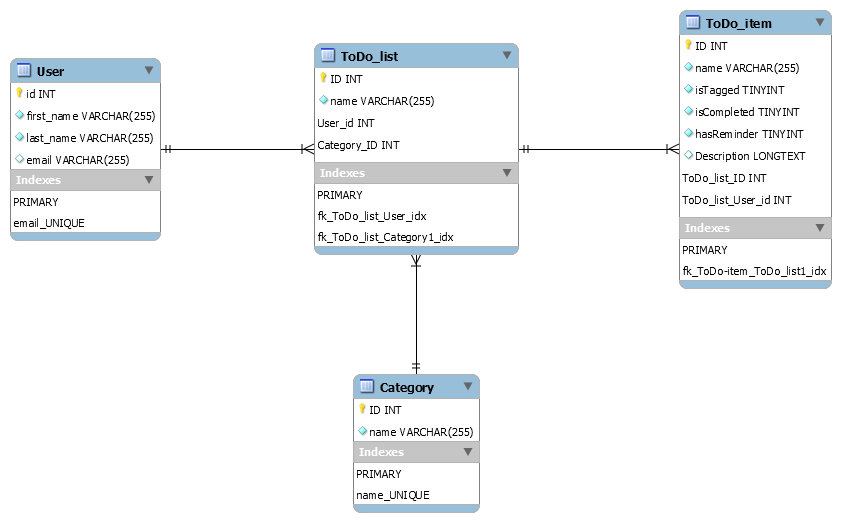 User
id INT
first_name VARCHAR(255)
last_name VARCHAR(255)
email VARCHAR(255)
Indexes
PRIMARY
email_UNIQUE
ToDo_list
ID INT
name VARCHAR(255)
User_id INT
Category_ID INT
Indexes
PRIMARY
fk_ToDo_list_User_idx
fk_ToDo_list_Category1_idx
ToDo_item
ID INT
name VARCHAR(255)
isTagged TINYINT
isCompleted TINYINT
hasReminder TINYINT
Description LONGTEXT
ToDo_list_ID INT
ToDo_list_User_id INT
Indexes
PRIMARY
fk_ToDo-item_ToDo_list1_idx
Category
ID INT
name VARCHAR(255)
Indexes
PRIMARY
name_UNIQUE